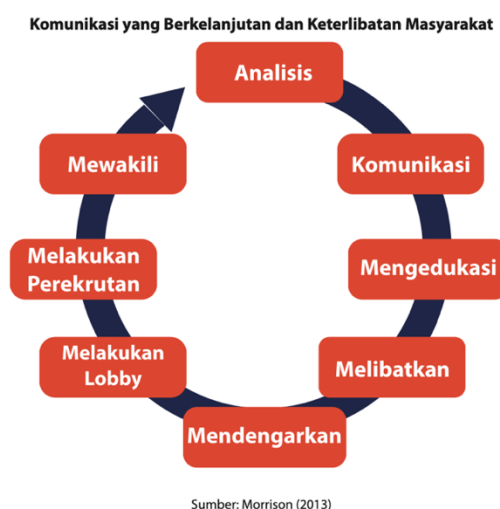 Komunikasi yang Berkelanjutan dan Keterlibatan Masyarakat
Analisis
Komunikasi
Mengedukasi
Melibatkan
Mendengarkan
Melakukan
Lobby
Melakukan
Perekrutan
Mewakili
Sumber: Morrison (2013)